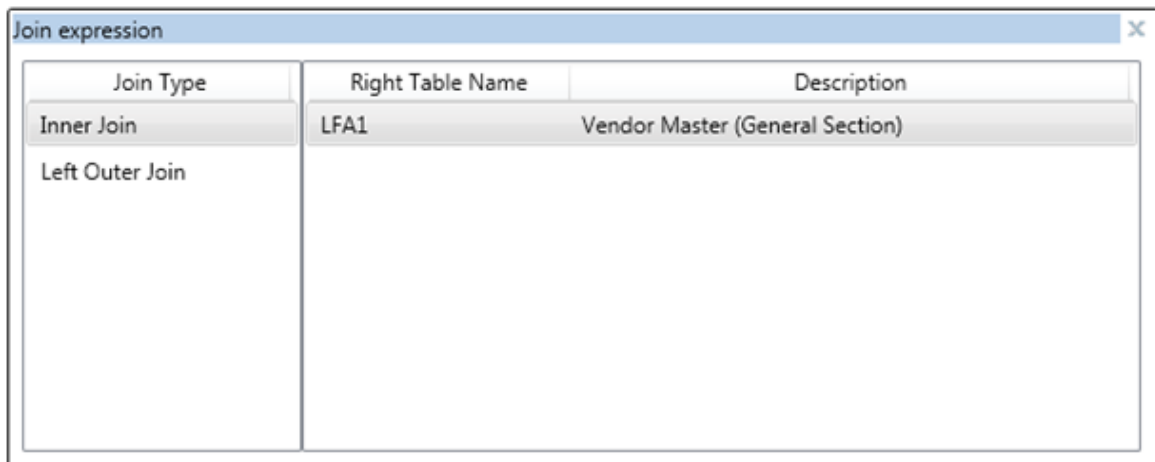 Join expression
Join Type Right Table Name Description
Inner Join LFA1 Vendor Master (General Section)
Left Outer Join